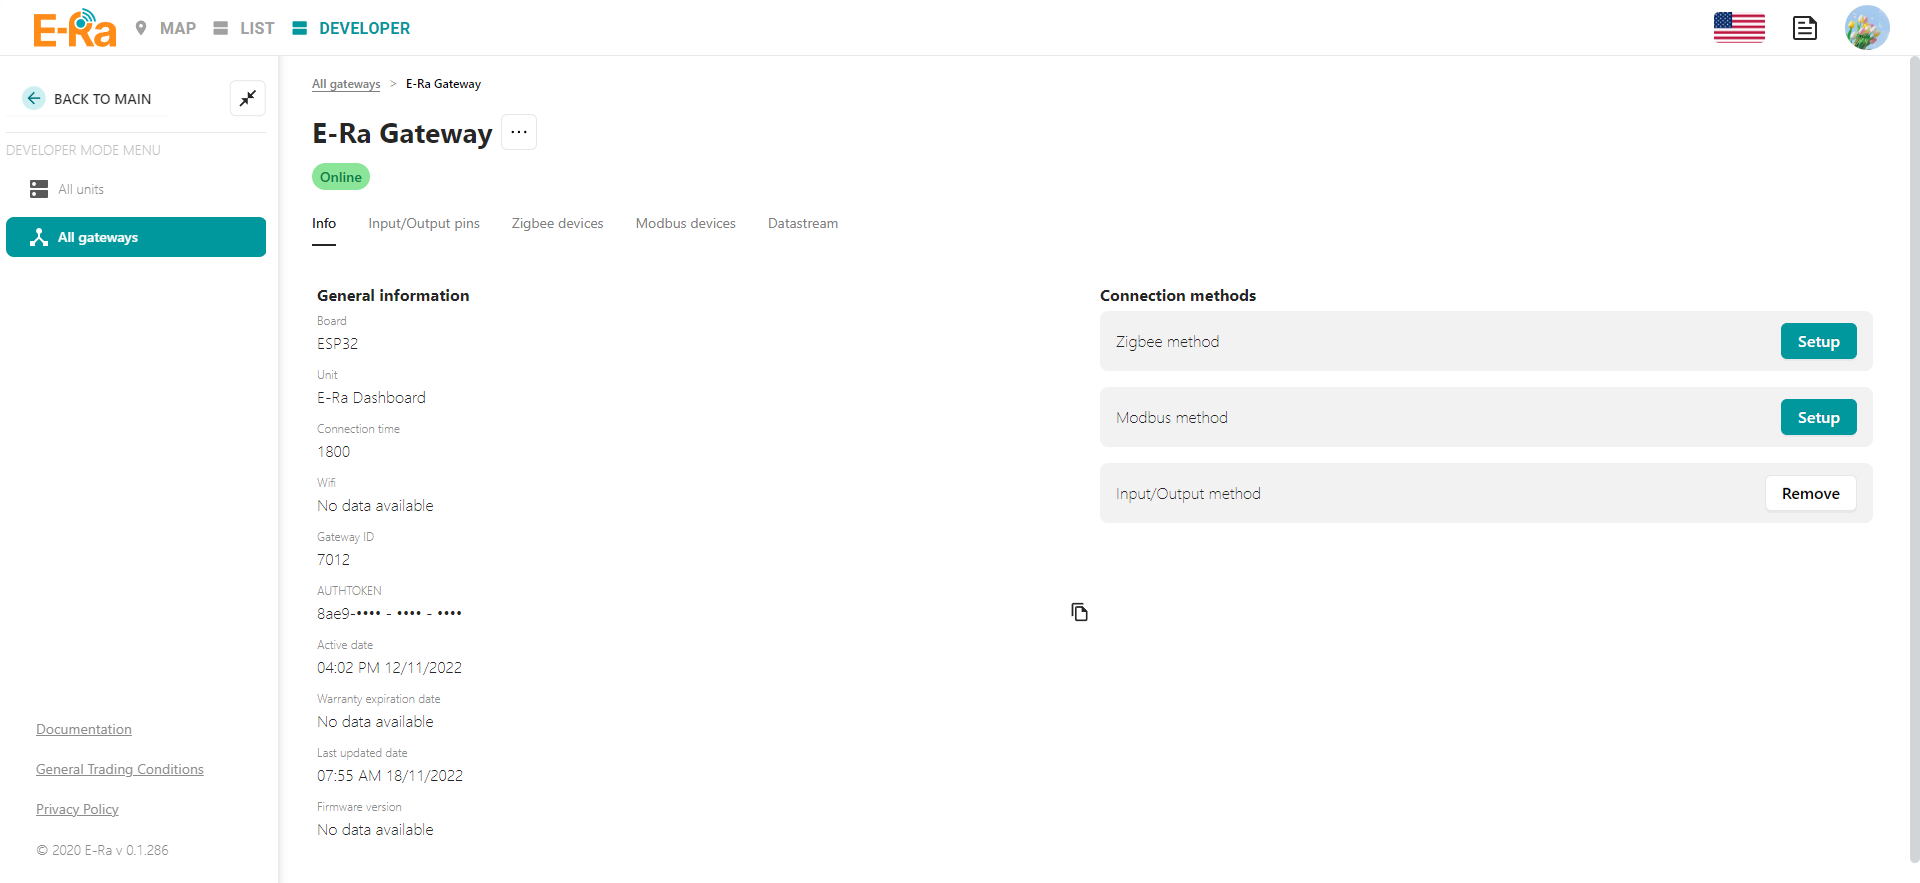 E-Ra MAP LIST DEVELOPER
BACK TO MAIN
DEVELOPER MODE MENU
All units
All gateways
Documentation
General Trading Conditions
Privacy Policy
© 2020 E-Ra v 0.1.286
All gateways > E-Ra Gateway
E-Ra Gateway ...
Online
Info Input/Output pins Zigbee devices Modbus devices Datastream
General information
Board
ESP32
Unit
E-Ra Dashboard
Connection time
1800
Wifi
No data available
Gateway ID
7012
AUTHTOKEN
8ae9-•••• - •••• - ••••
Active date
04:02 PM 12/11/2022
Warranty expiration date
No data available
Last updated date
07:55 AM 18/11/2022
Firmware version
No data available
Connection methods
Zigbee method Setup
Modbus method Setup
Input/Output method Remove